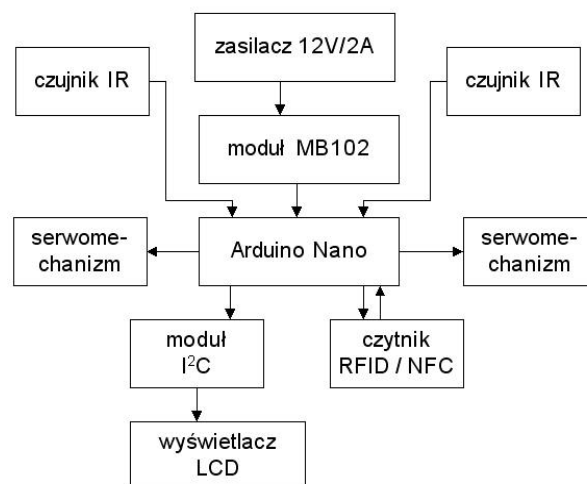 zasilacz 12V/2A
czujnik IR
czujnik IR
moduł MB102
serwome-
chanizm
Arduino Nano
serwome-
chanizm
moduł
I²C
czytnik
RFID / NFC
wyświetlacz
LCD